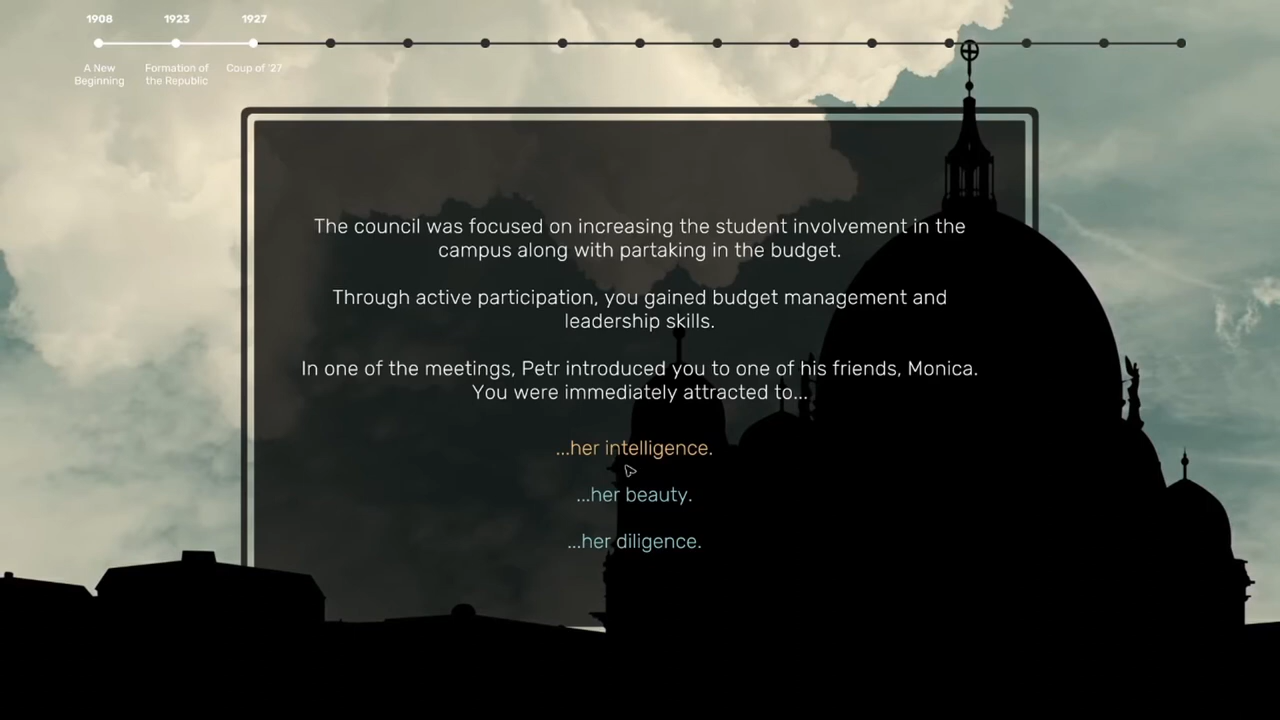 1908
1923
1927
A New
Beginning
Formation of
the Republic
Coup of '27
The council was focused on increasing the student involvement in the
campus along with partaking in the budget.
Through active participation, you gained budget management and
leadership skills.
In one of the meetings, Petr introduced you to one of his friends, Monica.
You were immediately attracted to...
...her intelligence.
...her beauty.
...her diligence.